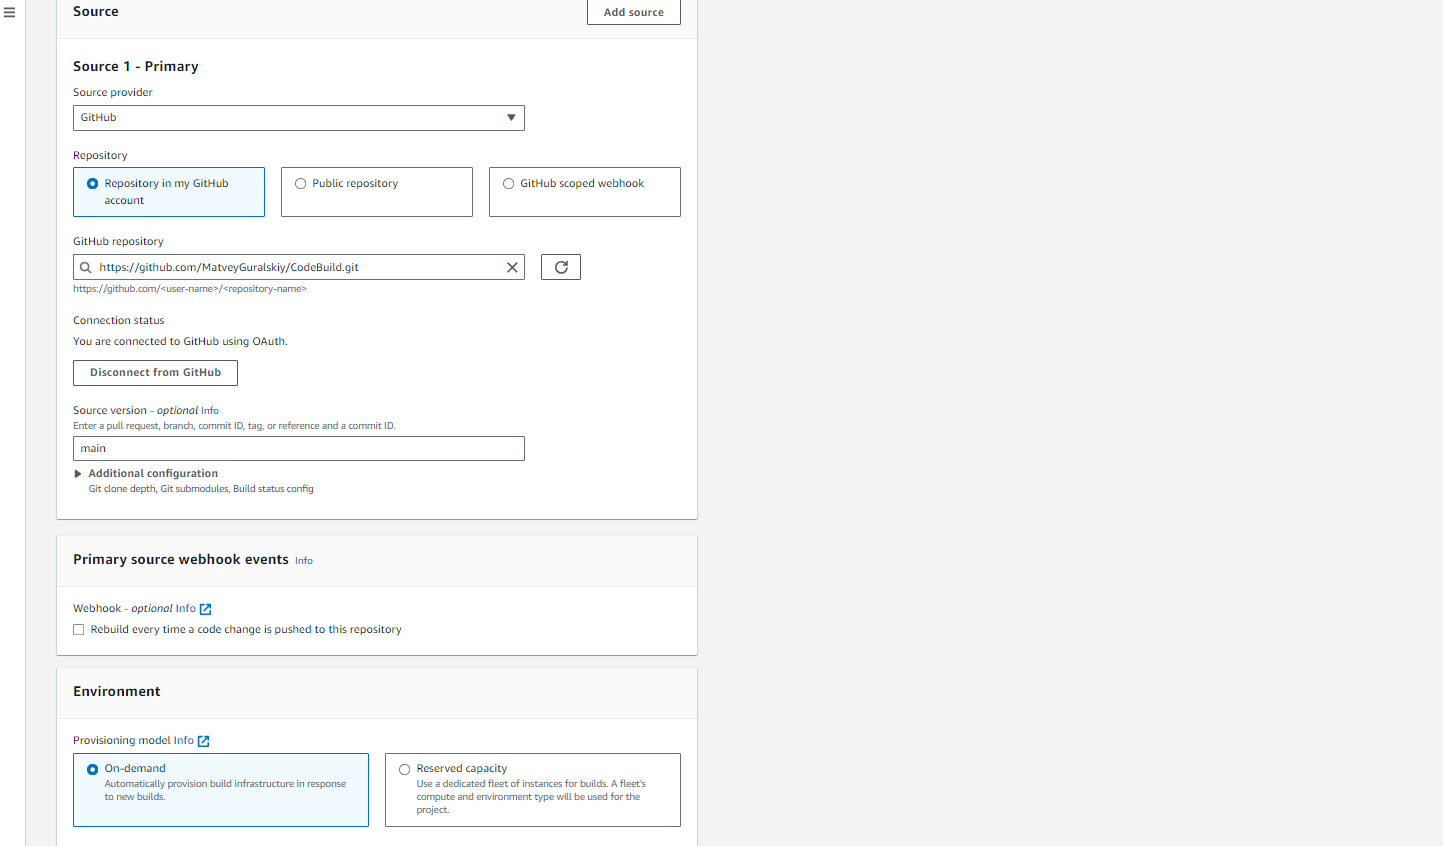 Source
Add source
Source 1 - Primary
Source provider
GitHub
Repository
Repository in my GitHub
account
Public repository
GitHub scoped webhook
GitHub repository
https://github.com/MatveyGuralskiy/CodeBuild.git
https://github.com/<user-name>/<repository-name>
Connection status
You are connected to GitHub using OAuth.
Disconnect from GitHub
Source version - optional Info
Enter a pull request, branch, commit ID, tag, or reference and a commit ID.
main
Additional configuration
Git clone depth, Git submodules, Build status config
Primary source webhook events Info
Webhook - optional Info
Rebuild every time a code change is pushed to this repository
Environment
Provisioning model Info
On-demand
Automatically provision build infrastructure in response
to new builds.
Reserved capacity
Use a dedicated fleet of instances for builds. A fleet's
compute and environment type will be used for the
project.